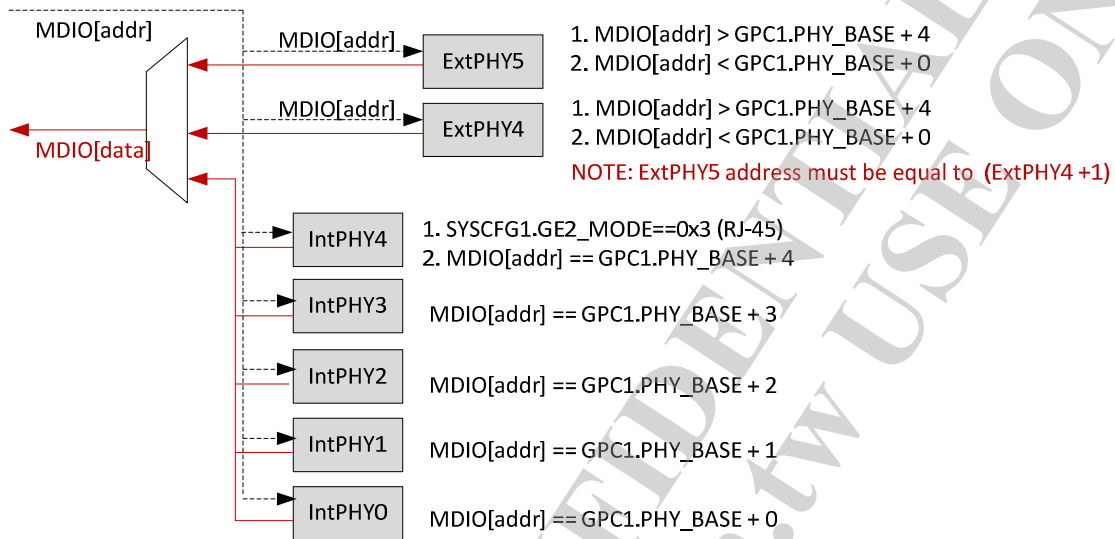 MDIO[addr]
MDIO[data]
MDIO[addr]
ExtPHY5
1. MDIO[addr] > GPC1.PHY_BASE + 4
2. MDIO[addr] < GPC1.PHY_BASE + 0
MDIO[addr]
ExtPHY4
1. MDIO[addr] > GPC1.PHY_BASE + 4
2. MDIO[addr] < GPC1.PHY_BASE + 0
NOTE: ExtPHY5 address must be equal to (ExtPHY4 +1)
IntPHY4
1. SYSCFG1.GE2_MODE==0x3 (RJ-45)
2. MDIO[addr] == GPC1.PHY_BASE + 4
IntPHY3
MDIO[addr] == GPC1.PHY_BASE + 3
IntPHY2
MDIO[addr] == GPC1.PHY_BASE + 2
IntPHY1
MDIO[addr] == GPC1.PHY_BASE + 1
IntPHY0
MDIO[addr] == GPC1.PHY_BASE + 0
FIDENTIAL
.tw USE ON